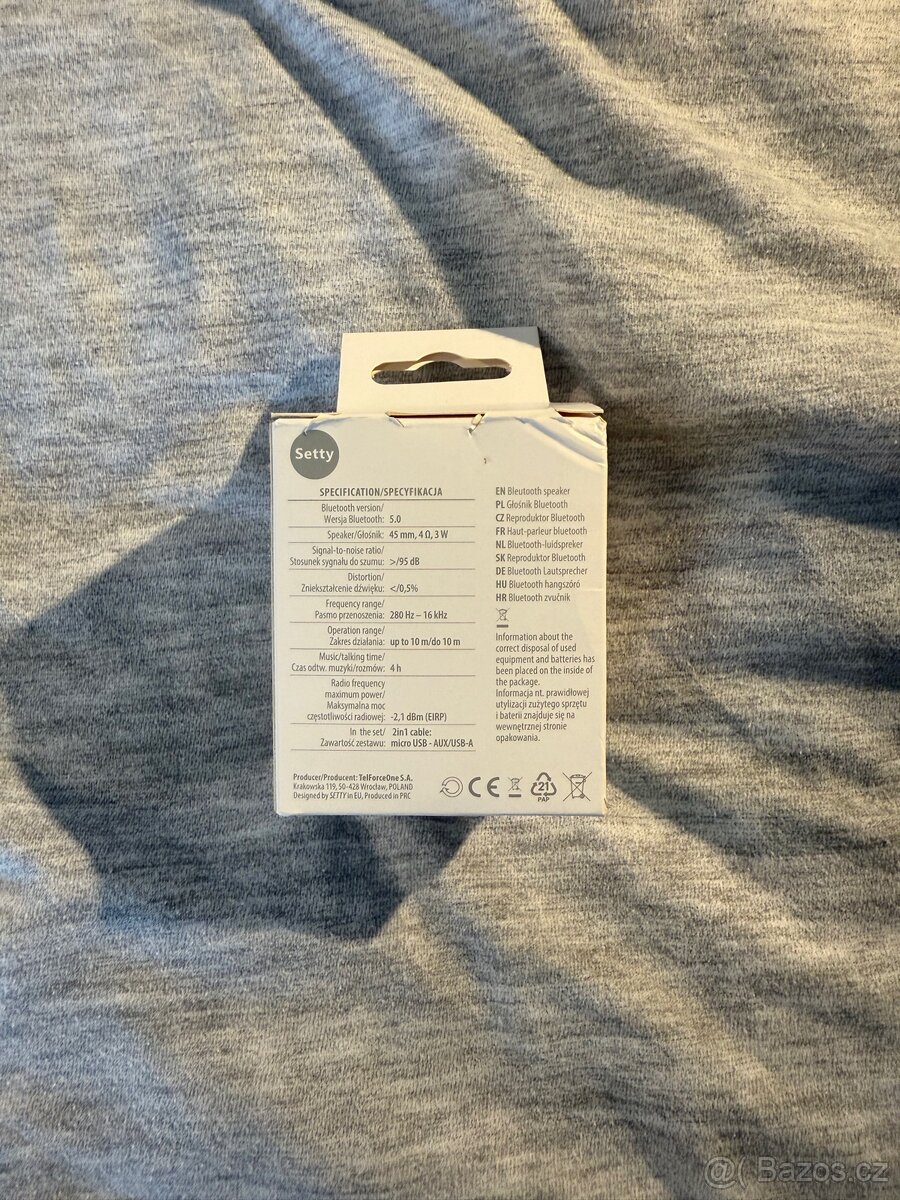 Setty
SPECIFICATION/SPECYFIKACJA
Bluetooth version/
Wersja Bluetooth: 5.0
Speaker/Głośnik: 45 mm, 4 Ω, 3 W
Signal-to-noise ratio/
Stosunek sygnału do szumu: >/95 dB
Distortion/
Zniekształcenie dźwięku: </0,5%
Frequency range/
Pasmo przenoszenia: 280 Hz – 16 kHz
Operation range/
Zakres działania: up to 10 m/do 10 m
Music/talking time/
Czas odtw. muzyki/rozmów: 4 h
Radio frequency
maximum power/
Maksymalna moc
częstotliwości radiowej: -2,1 dBm (EIRP)
In the set/ 2in1 cable:
Zawartość zestawu: micro USB - AUX/USB-A
Producer/Producent: TelForceOne S.A.
Krakowska 119, 50-428 Wrocław, POLAND
Designed by SETTY in EU, Produced in PRC
EN Bleutooth speaker
PL Głośnik Bluetooth
CZ Reproduktor Bluetooth
FR Haut-parleur bluetooth
NL Bluetooth-luidspreker
SK Reproduktor Bluetooth
DE Bluetooth Lautsprecher
HU Bluetooth hangszóró
HR Bluetooth zvučnik
Information about the
correct disposal of used
equipment and batteries has
been placed on the inside of
the package.
Informacja nt. prawidłowej
utylizacji zużytego sprzętu
i baterii znajduje się na
wewnętrznej stronie
opakowania.
CE
21
PAP
@( Bazos.cz